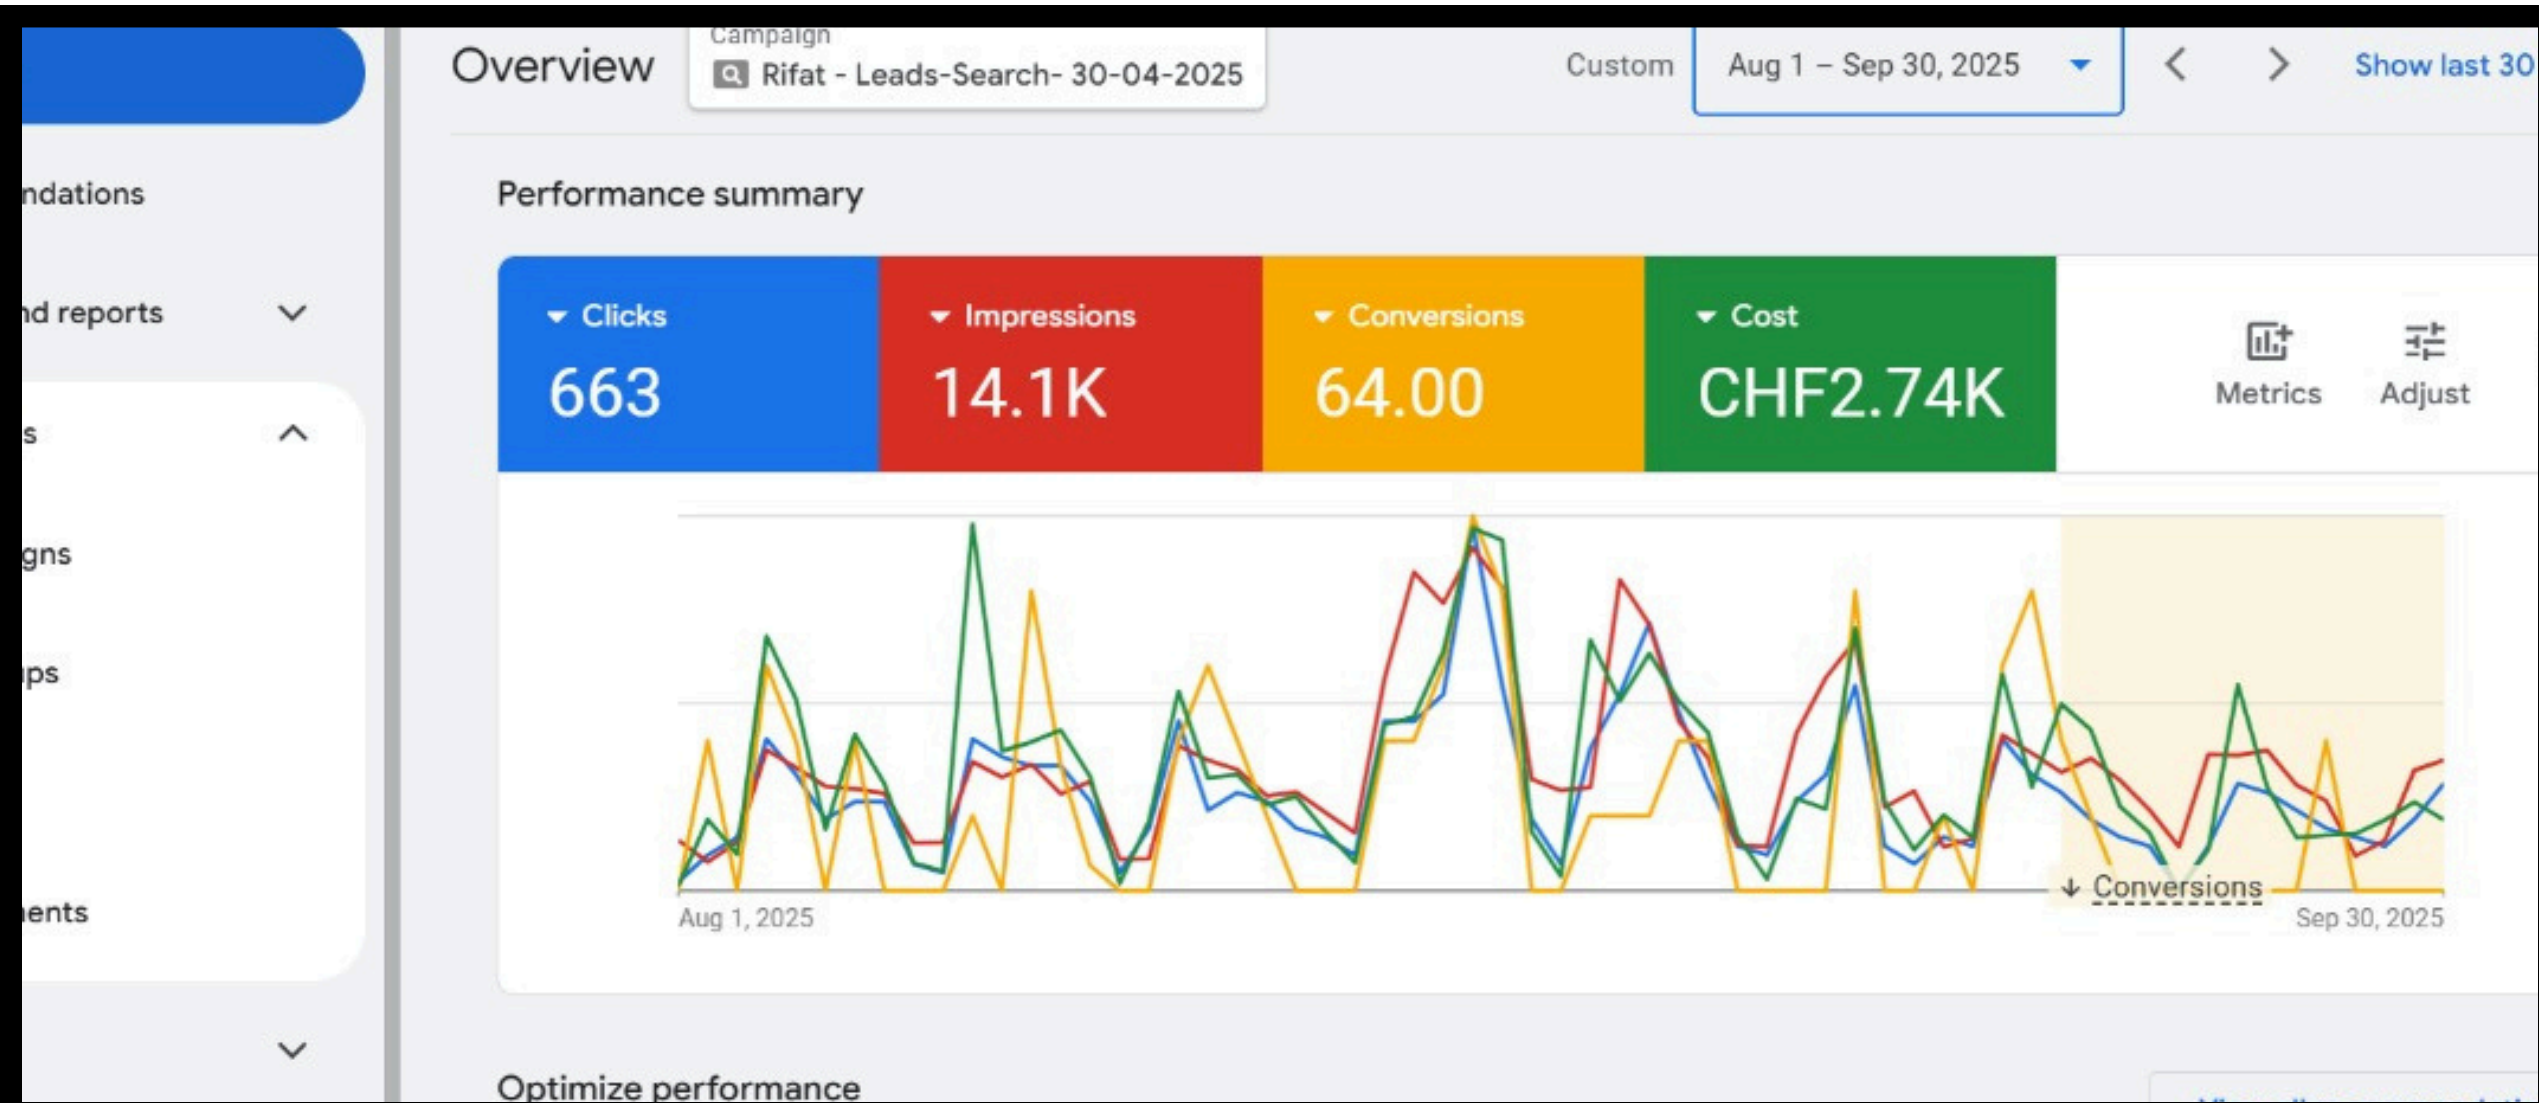 Campaign
Overview
Rifat - Leads-Search- 30-04-2025
Custom
Aug 1 – Sep 30, 2025
Show last 30
ndations
Performance summary
nd reports
Clicks
Impressions
Conversions
Cost
663
14.1K
64.00
CHF2.74K
Metrics
Adjust
s
gns
ps
ents
Conversions
Aug 1, 2025
Sep 30, 2025
Optimize performance